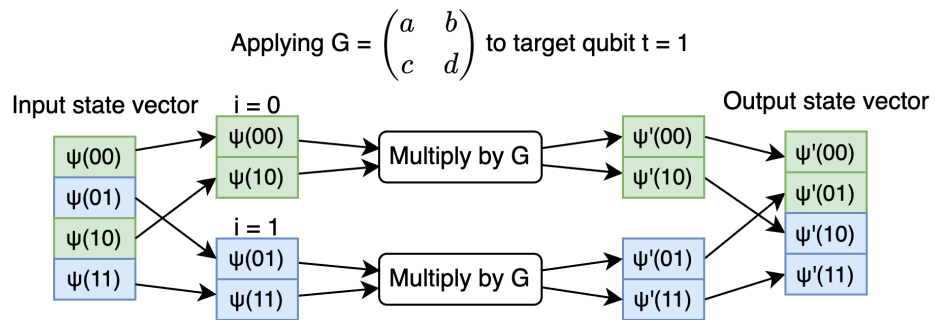 Applying G = (a b
c d) to target qubit t = 1
Input state vector
i = 0
Output state vector
ψ(00)
ψ(01)
ψ(10)
ψ(11)
ψ(00)
ψ(10)
i = 1
ψ(01)
ψ(11)
Multiply by G
Multiply by G
ψ'(00)
ψ'(10)
ψ'(01)
ψ'(11)
ψ'(00)
ψ'(01)
ψ'(10)
ψ'(11)